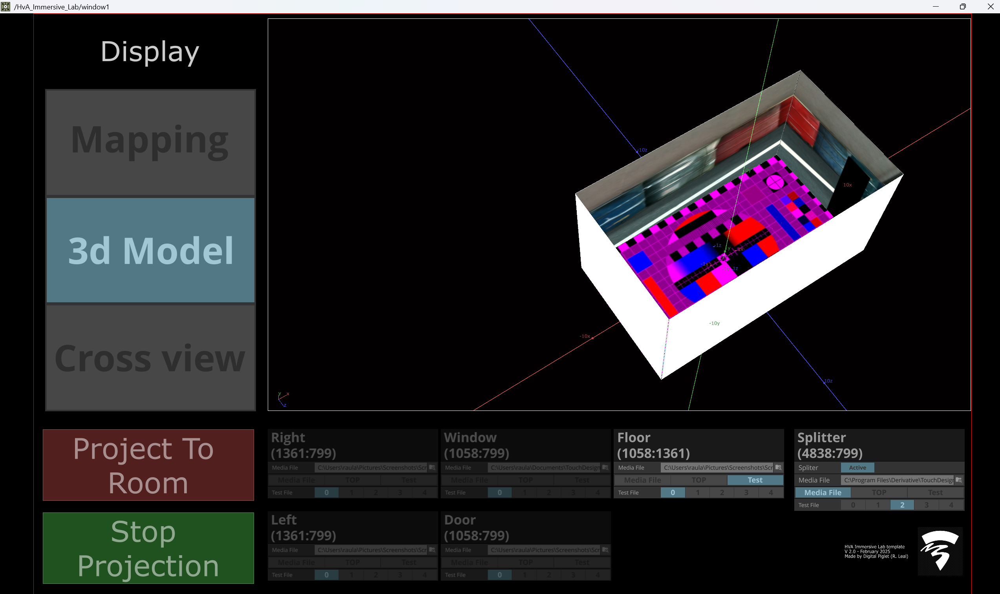 /HvA_Immersive_Lab/window1
Display
Mapping
3d Model
Cross view
Project To
Room
Stop
Projection
-10z
10x
-1z
1y
-1x
-1x
-1z
-10y
-10x
10z
y
x
z
Right
(1361:799)
Media File C:\Users\raula\Pictures\Screenshots\Scr
Media File TOP Test
Test File 0 1 2 3 4
Window
(1058:799)
Media File C:\Users\raula\Documents\TouchDesign
Media File TOP Test
Test File 0 1 2 3 4
Floor
(1058:1361)
Media File C:\Users\raula\Pictures\Screenshots\Scr
Media File TOP Test
Test File 0 1 2 3 4
Splitter
(4838:799)
Spliter Active
Media File C:\Program Files\Derivative\TouchDesigr
Media File TOP Test
Test File 0 1 2 3 4
Left
(1361:799)
Media File C:\Users\raula\Pictures\Screenshots\Scr
Media File TOP Test
Test File 0 1 2 3 4
Door
(1058:799)
Media File C:\Users\raula\Pictures\Screenshots\Scr
Media File TOP Test
Test File 0 1 2 3 4
HVA Immersive Lab template
V 2.0 - February 2025
Made by Digital Piglet (R. Leal)